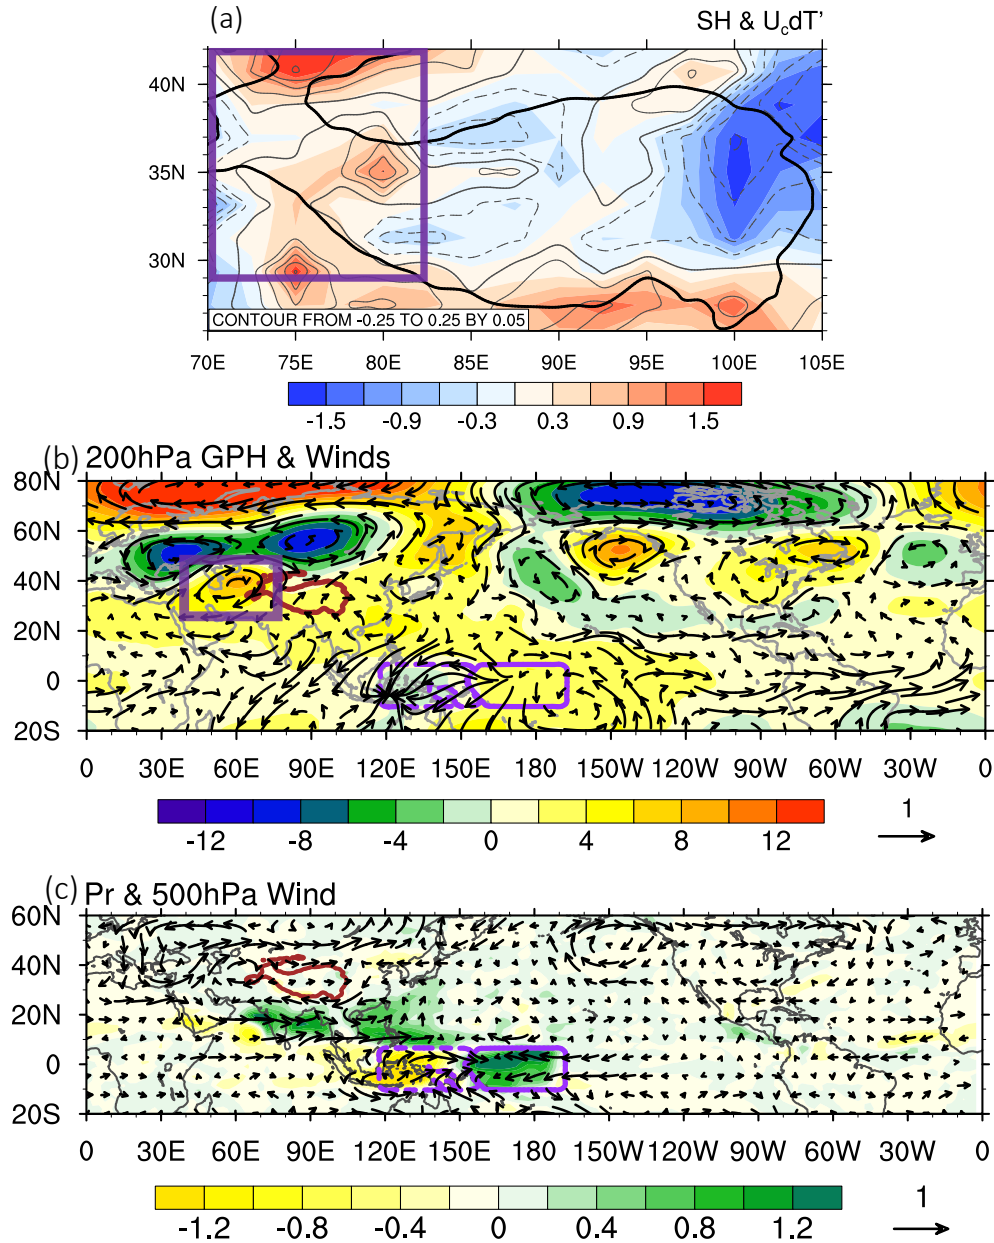 (a) SH & U_cdT'
40N
35N
30N
CONTOUR FROM -0.25 TO 0.25 BY 0.05
70E 75E 80E 85E 90E 95E 100E 105E
-1.5 -0.9 -0.3 0.3 0.9 1.5
(b) 200hPa GPH & Winds
80N
60N
40N
20N
0
20S
0 30E 60E 90E 120E 150E 180 150W 120W 90W 60W 30W 0
-12 -8 -4 0 4 8 12
1
(c) Pr & 500hPa Wind
60N
40N
20N
0
20S
0 30E 60E 90E 120E 150E 180 150W 120W 90W 60W 30W 0
-1.2 -0.8 -0.4 0 0.4 0.8 1.2
1